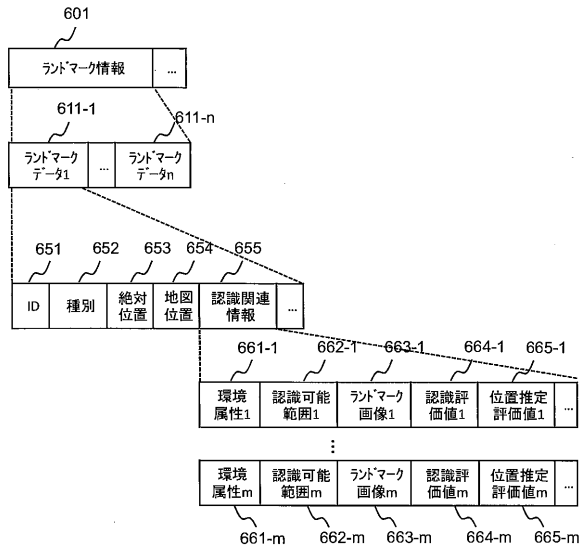 601
ランドマーク情報 ...
611-1 611-n
ランドマーク ... ランドマーク
データ1 データn
651 652 653 654 655
ID 種別 絶対 地図 認識関連 ...
位置 位置 情報
661-1 662-1 663-1 664-1 665-1
環境 認識可能 ランドマーク 認識評 位置推定 ...
属性1 範囲1 画像1 価値1 評価値1
⋮
環境 認識可能 ランドマーク 認識評 位置推定 ...
属性m 範囲m 画像m 価値m 評価値m
661-m 662-m 663-m 664-m 665-m